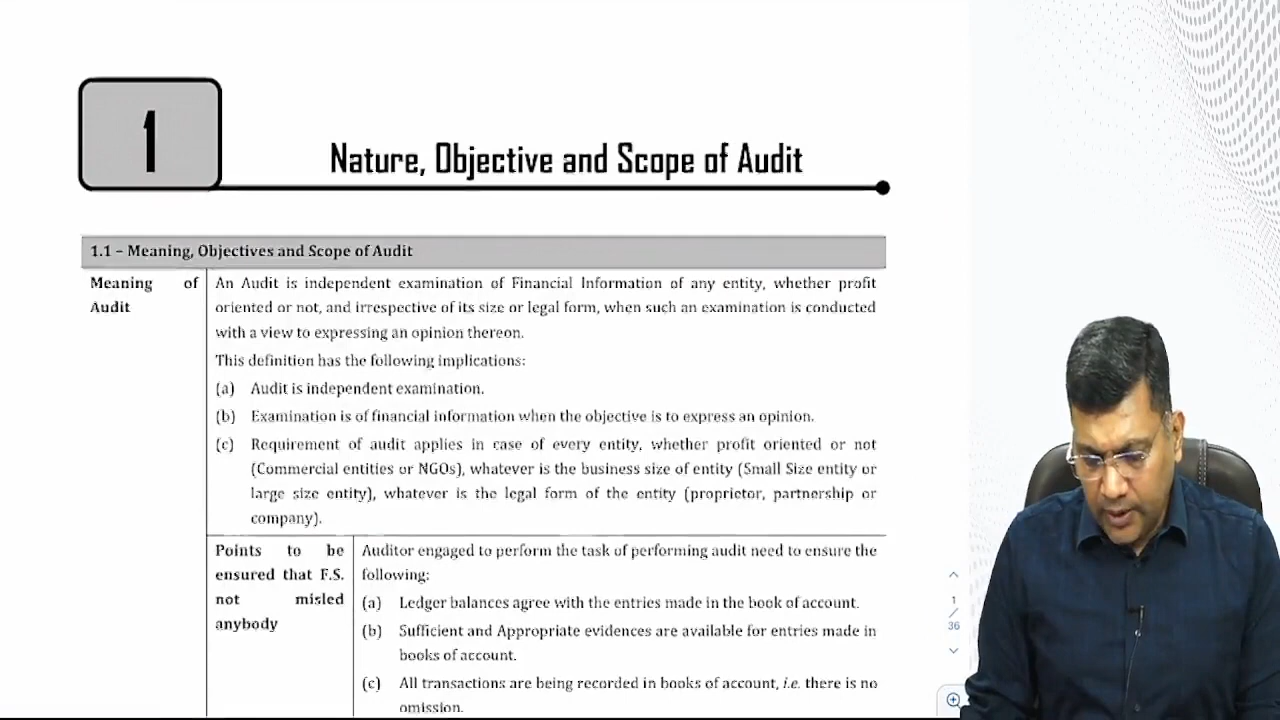 1
Nature, Objective and Scope of Audit
1.1 – Meaning, Objectives and Scope of Audit
Meaning of
Audit
An Audit is independent examination of Financial Information of any entity, whether profit
oriented or not, and irrespective of its size or legal form, when such an examination is conducted
with a view to expressing an opinion thereon.
This definition has the following implications:
(a) Audit is independent examination.
(b) Examination is of financial information when the objective is to express an opinion.
(c) Requirement of audit applies in case of every entity, whether profit oriented or not
(Commercial entities or NGOs), whatever is the business size of entity (Small Size entity or
large size entity), whatever is the legal form of the entity (proprietor, partnership or
company).
Points to be
ensured that F.S.
not misled
anybody
Auditor engaged to perform the task of performing audit need to ensure the
following:
(a) Ledger balances agree with the entries made in the book of account.
(b) Sufficient and Appropriate evidences are available for entries made in
books of account.
(c) All transactions are being recorded in books of account, i.e. there is no
omission.
1
/
36